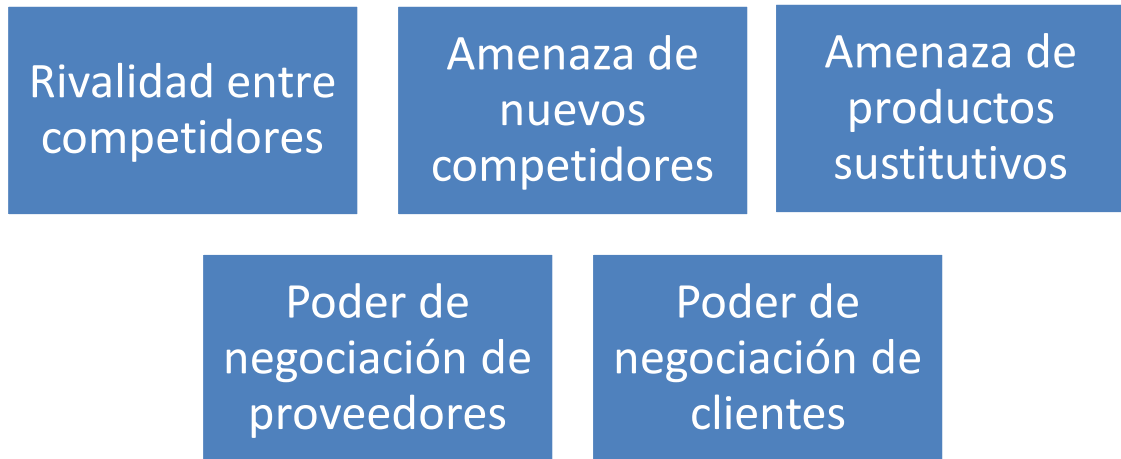 Rivalidad entre
competidores
Amenaza de
nuevos
competidores
Amenaza de
productos
sustitutivos
Poder de
negociación de
proveedores
Poder de
negociación de
clientes